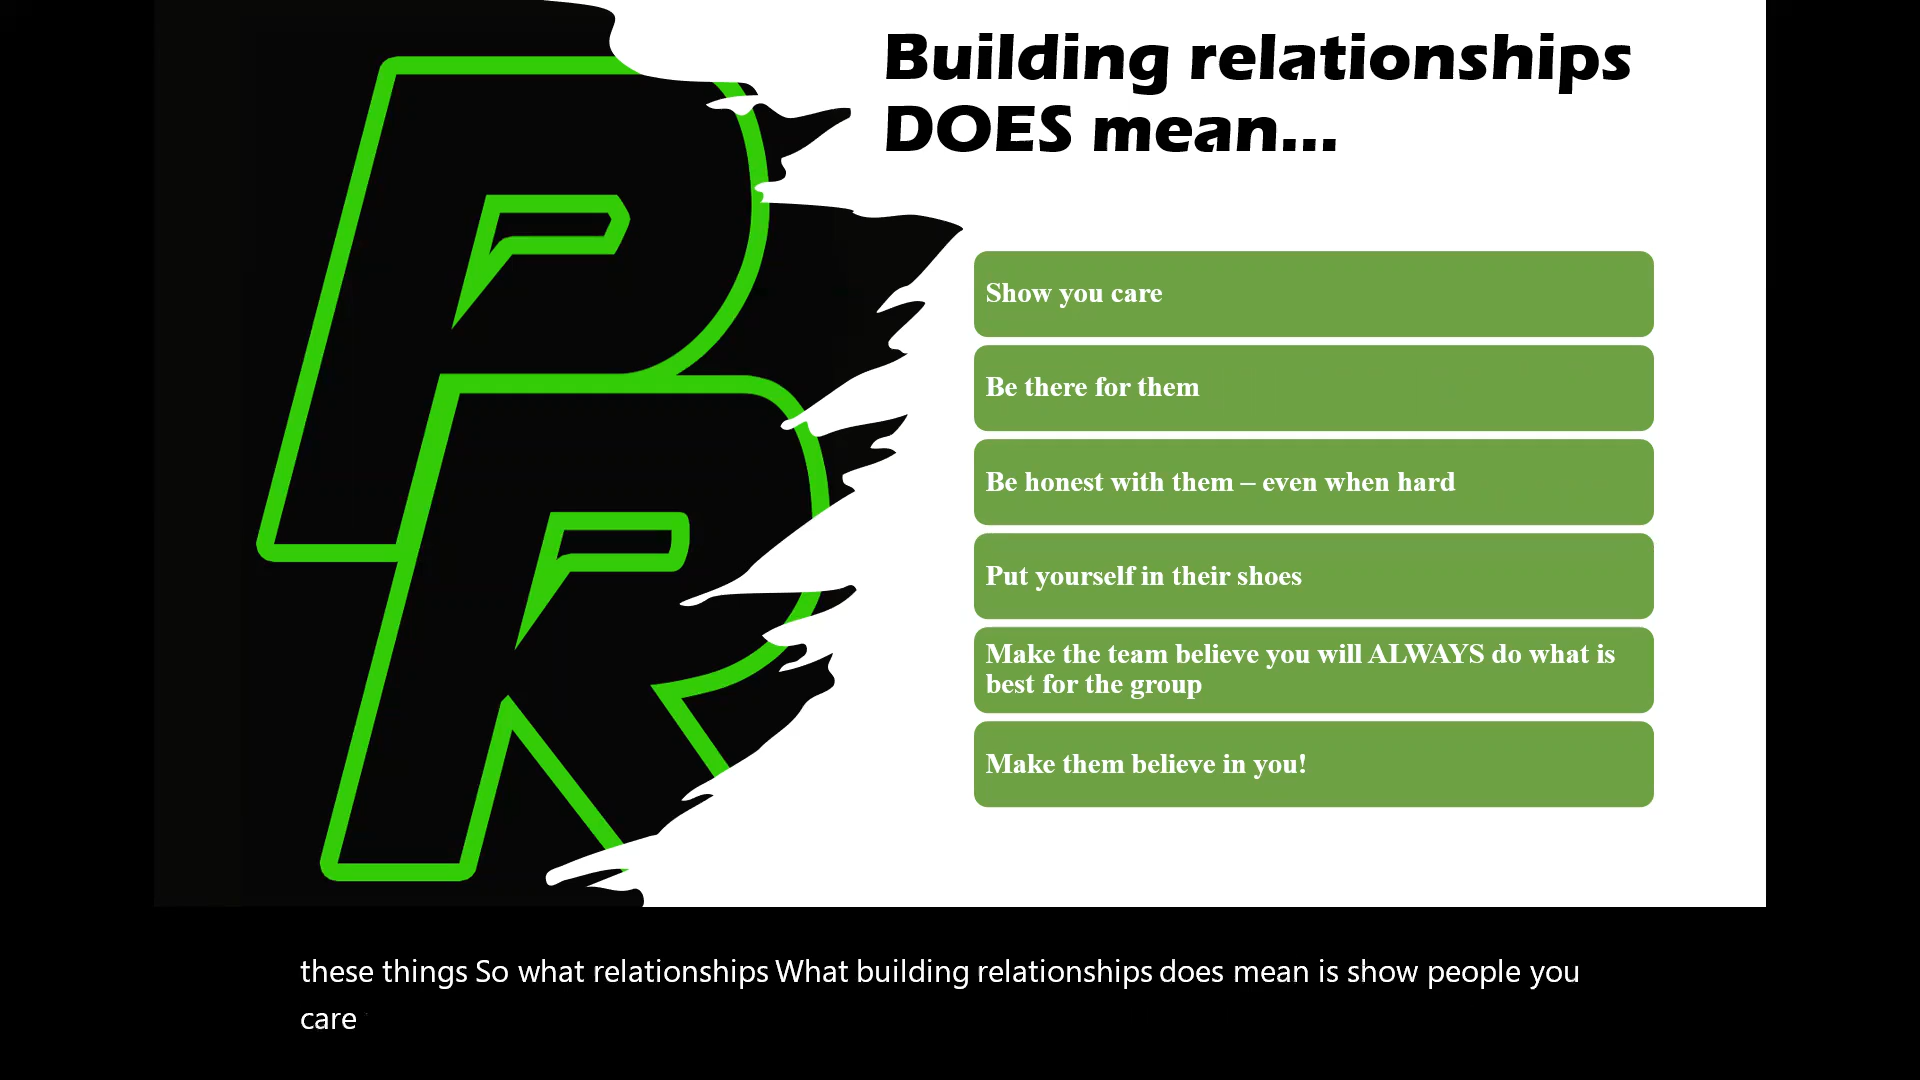 PR
Building relationships
DOES mean...
Show you care
Be there for them
Be honest with them – even when hard
Put yourself in their shoes
Make the team believe you will ALWAYS do what is
best for the group
Make them believe in you!
these things So what relationships What building relationships does mean is show people you
care